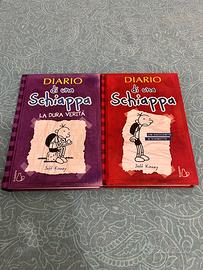 DIARIO
di una
Schiappa
LA DURA VERITÀ
Jeff Kinney
DIARIO
di una
Schiappa
Jeff Kinney